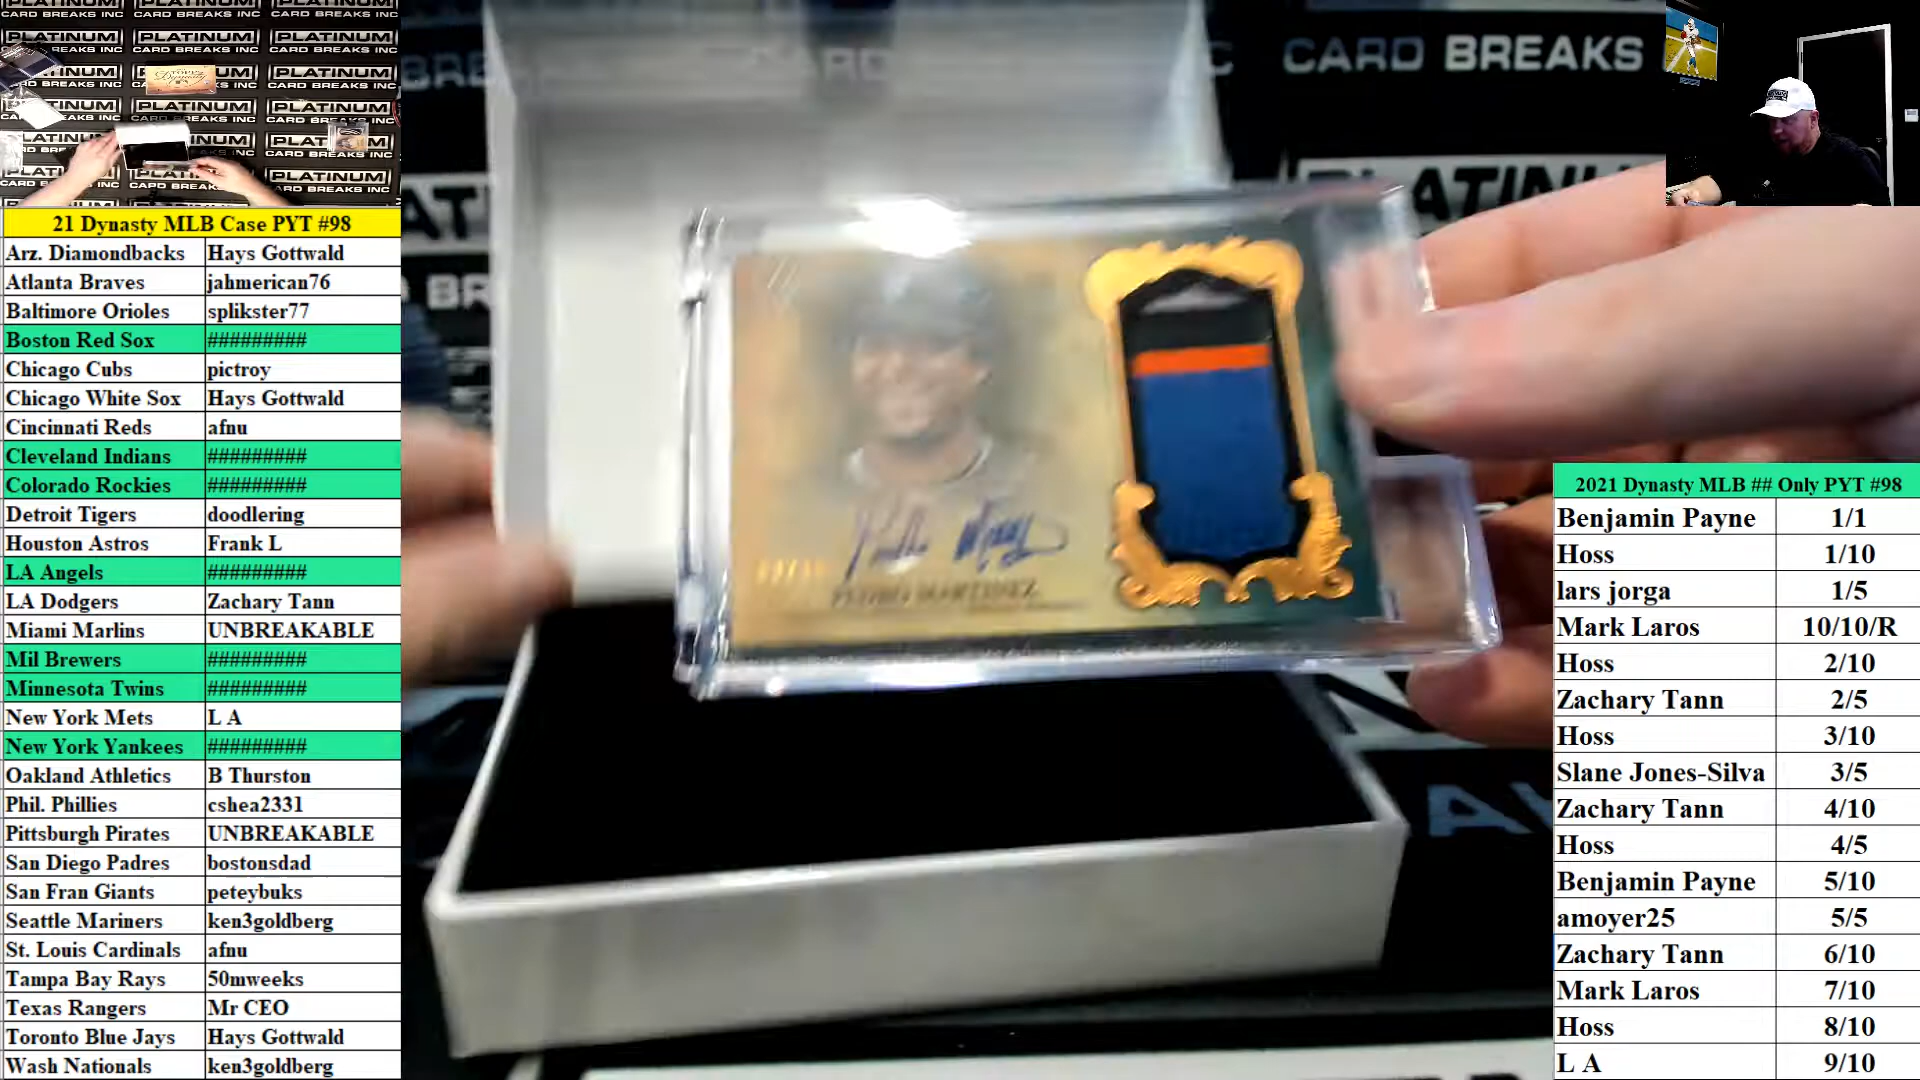 PLATINUM
CARD BREAKS INC
CARD BREAKS
PLATINUM
PEDRO MARTINEZ
21 Dynasty MLB Case PYT #98
Arz. Diamondbacks Hays Gottwald
Atlanta Braves jahmerican76
Baltimore Orioles splikster77
Boston Red Sox #########
Chicago Cubs pictroy
Chicago White Sox Hays Gottwald
Cincinnati Reds afnu
Cleveland Indians #########
Colorado Rockies #########
Detroit Tigers doodlering
Houston Astros Frank L
LA Angels #########
LA Dodgers Zachary Tann
Miami Marlins UNBREAKABLE
Mil Brewers #########
Minnesota Twins #########
New York Mets L A
New York Yankees #########
Oakland Athletics B Thurston
Phil. Phillies cshea2331
Pittsburgh Pirates UNBREAKABLE
San Diego Padres bostonsdad
San Fran Giants peteybuks
Seattle Mariners ken3goldberg
St. Louis Cardinals afnu
Tampa Bay Rays 50mweeks
Texas Rangers Mr CEO
Toronto Blue Jays Hays Gottwald
Wash Nationals ken3goldberg
2021 Dynasty MLB ## Only PYT #98
Benjamin Payne 1/1
Hoss 1/10
lars jorga 1/5
Mark Laros 10/10/R
Hoss 2/10
Zachary Tann 2/5
Hoss 3/10
Slane Jones-Silva 3/5
Zachary Tann 4/10
Hoss 4/5
Benjamin Payne 5/10
amoyer25 5/5
Zachary Tann 6/10
Mark Laros 7/10
Hoss 8/10
L A 9/10